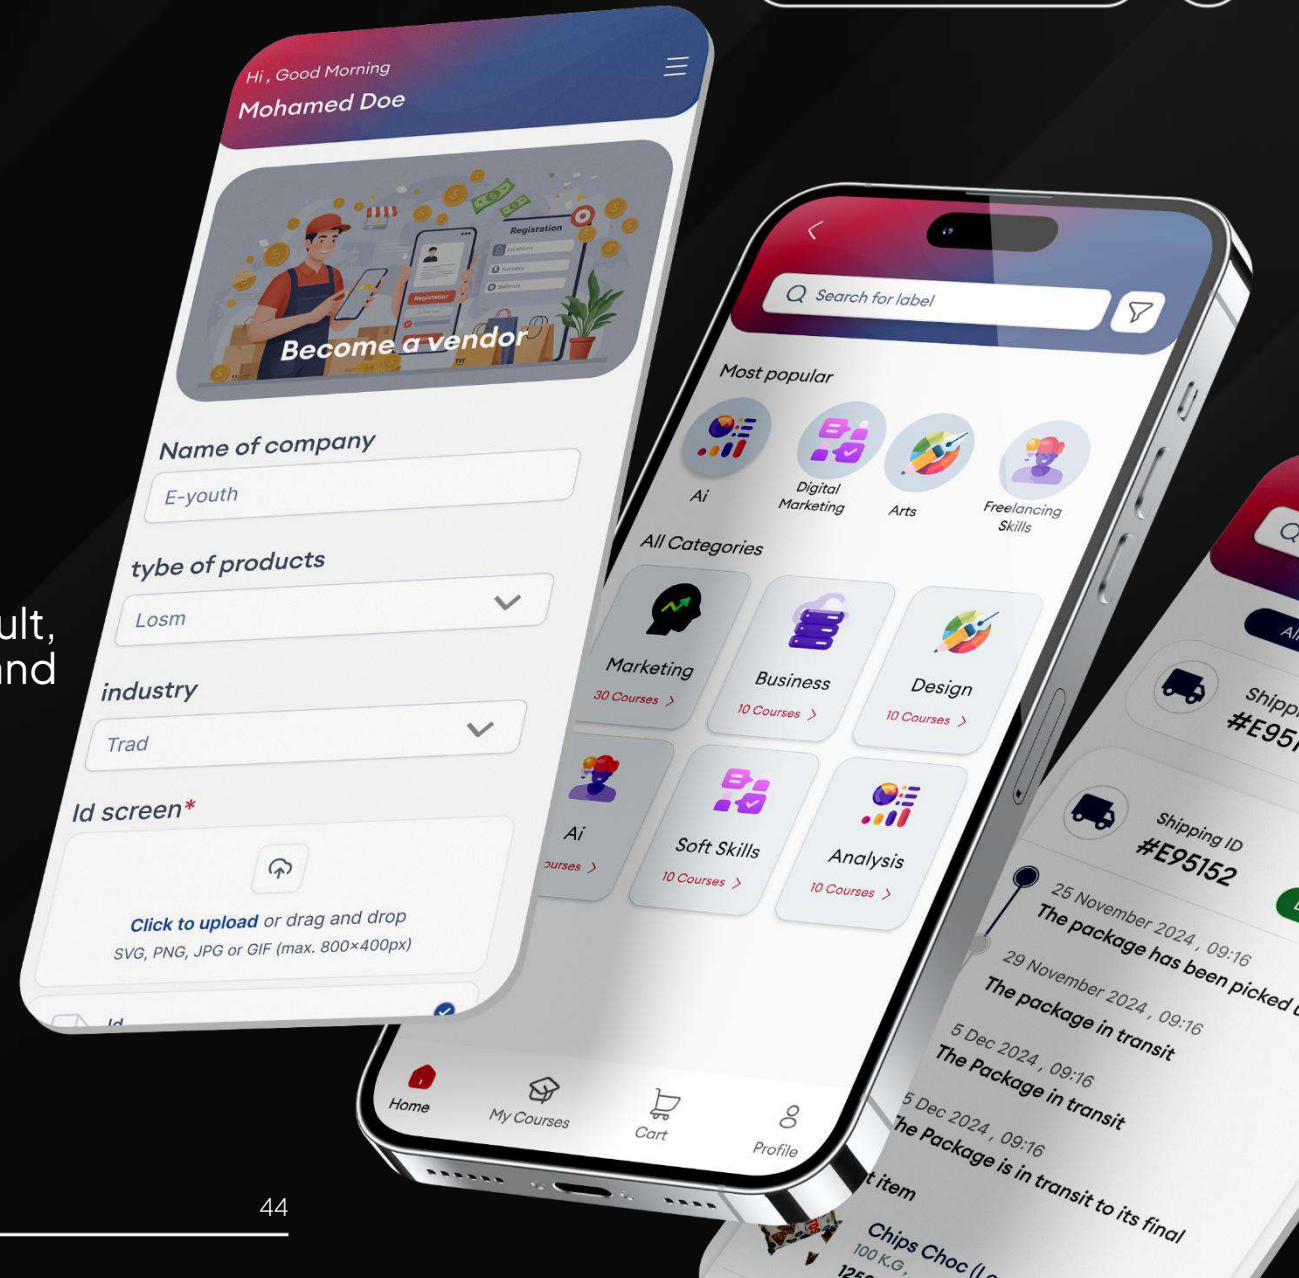 Hi , Good Morning
Mohamed Doe
Regisration
Registration
Become a vendor
Name of company
E-youth
tybe of products
Losm
industry
Trad
Id screen*
Click to upload or drag and drop
SVG, PNG, JPG or GIF (max. 800×400px)
Id
and
44
Search for label
Most popular
Ai
Digital
Marketing
Arts
Freelancing
Skills
All Categories
Marketing
30 Courses >
Business
10 Courses >
Design
10 Courses >
Ai
Soft Skills
10 Courses >
Analysis
10 Courses >
Home
My Courses
Cart
Profile
Shipping ID
#E95152
25 November 2024 , 09:16
The package has been picked
29 November 2024 , 09:16
The package in transit
5 Dec 2024 , 09:16
The Package in transit
5 Dec 2024 , 09:16
The Package is in transit to its final
item
Chips Choc
100 K.G ,